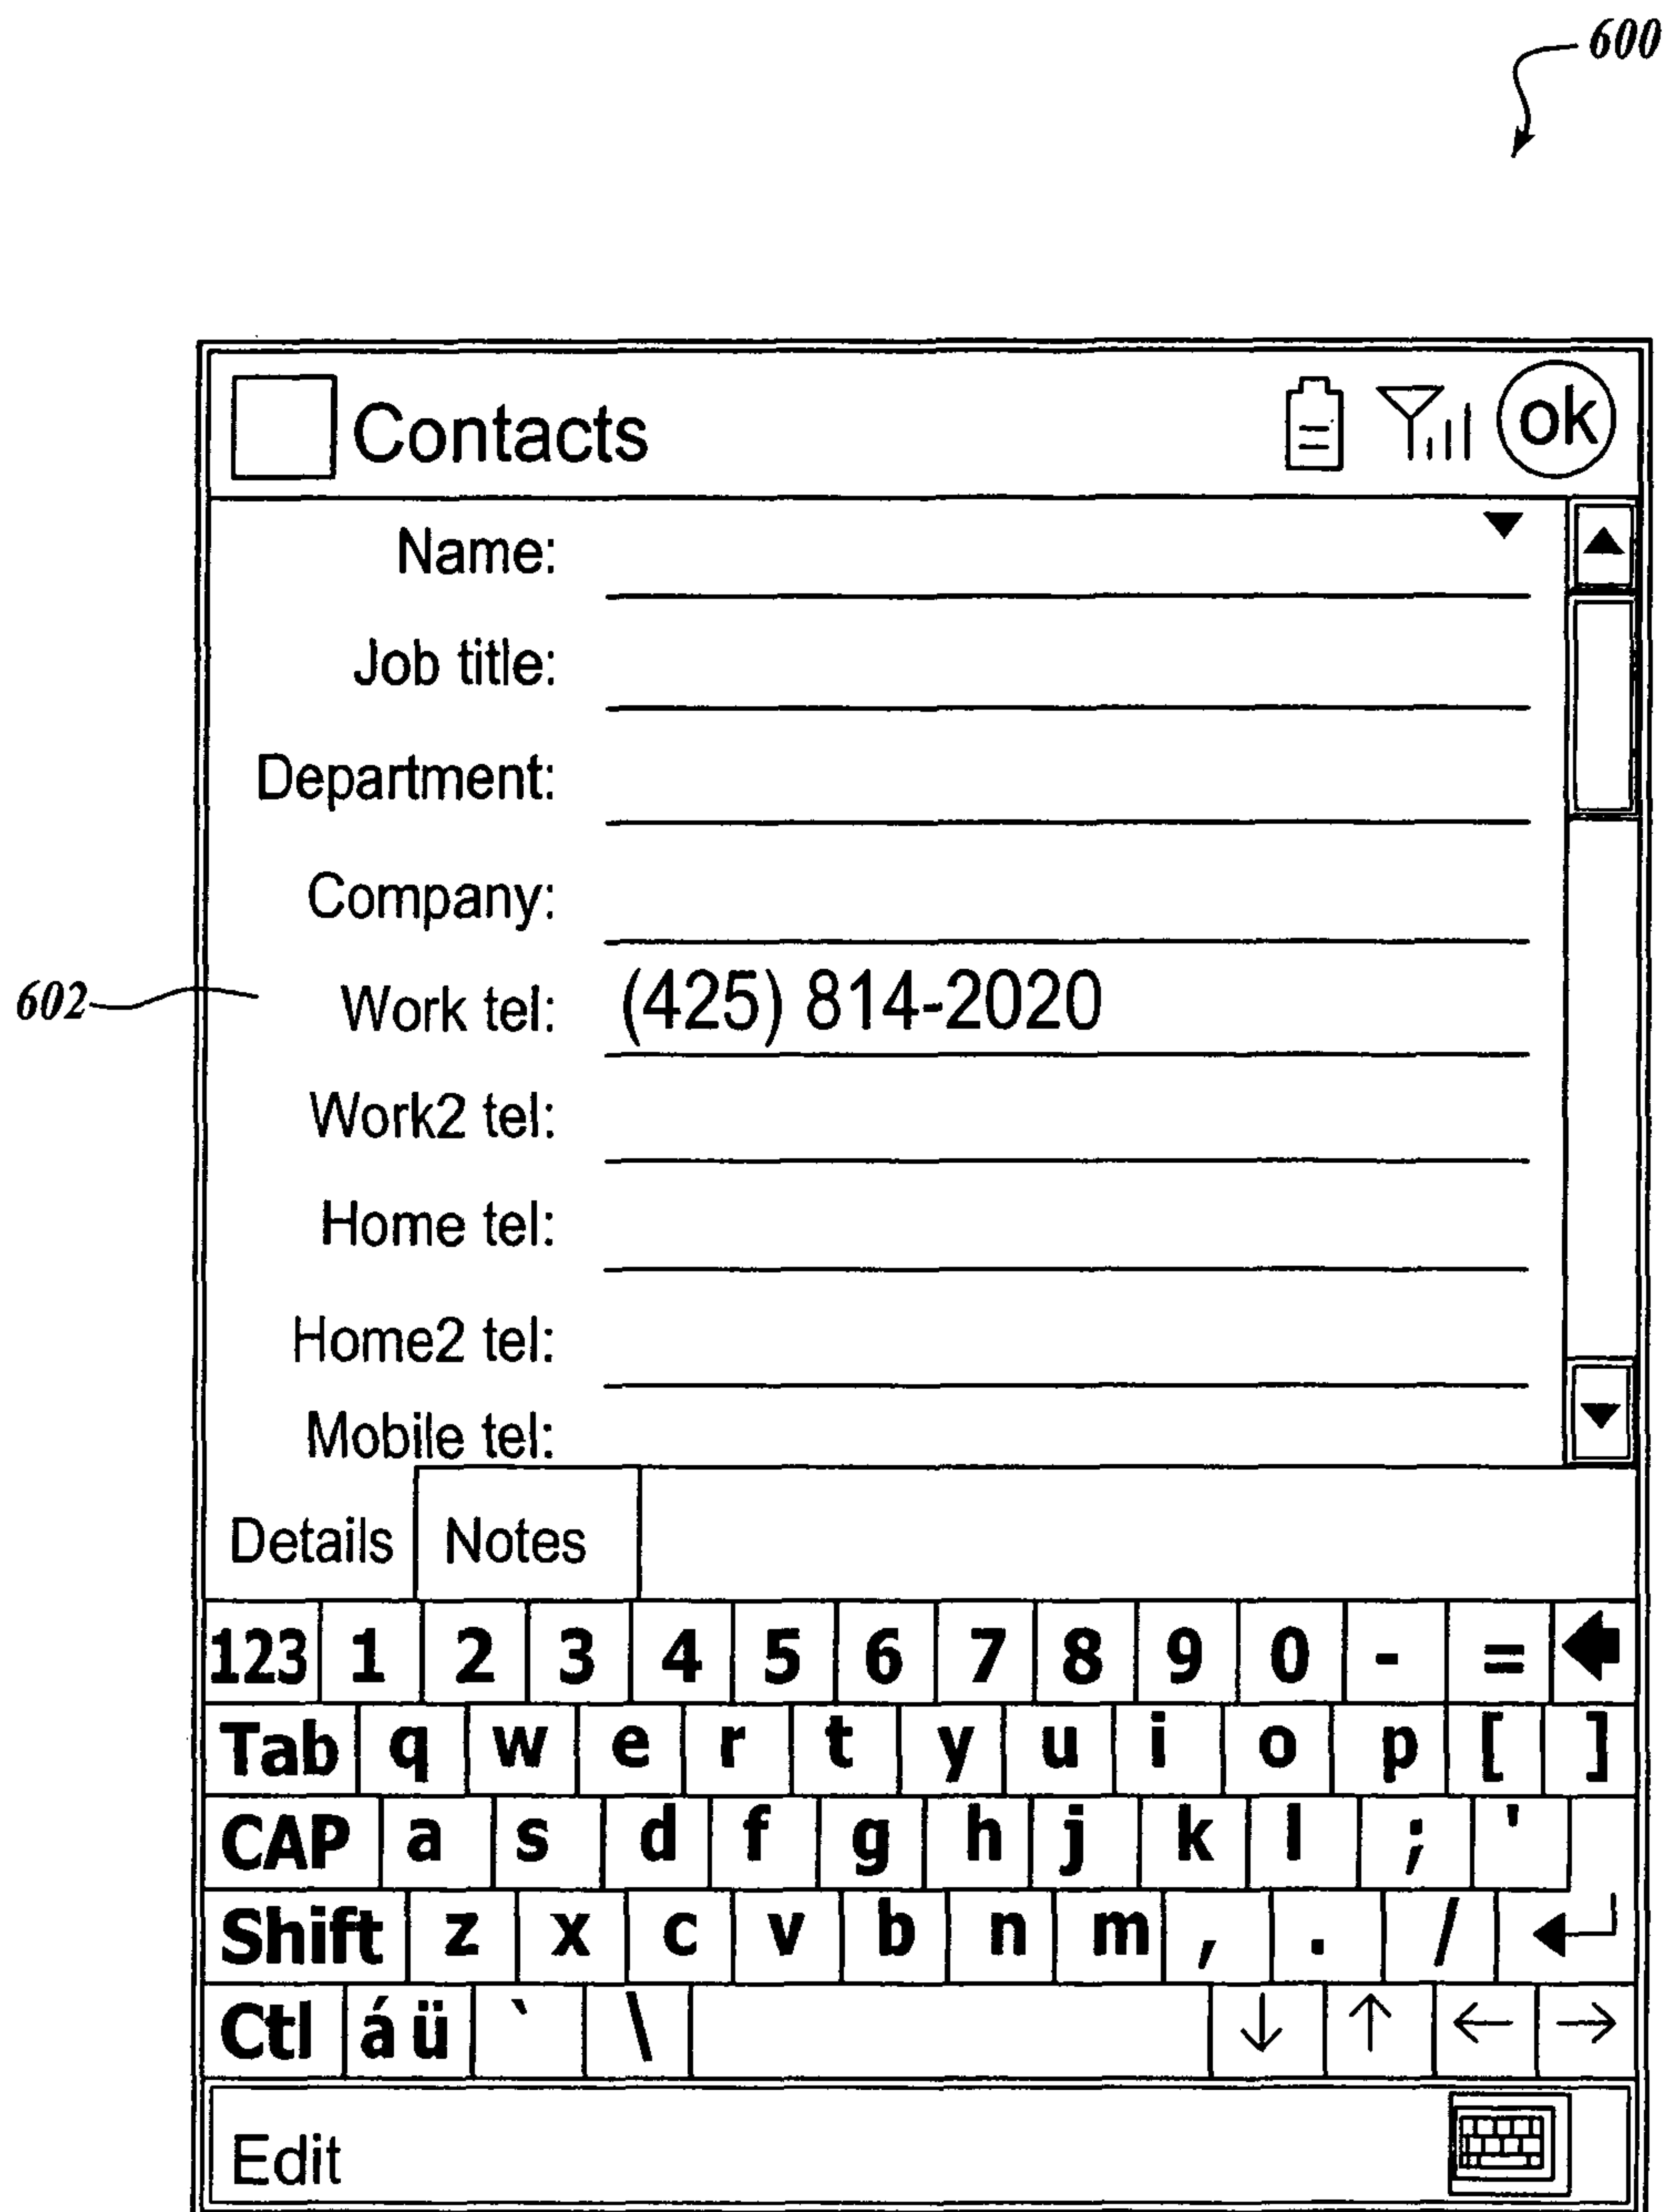 600
Contacts ok
Name:
Job title:
Department:
Company:
602 Work tel: (425) 814-2020
Work2 tel:
Home tel:
Home2 tel:
Mobile tel:
Details Notes
123 1 2 3 4 5 6 7 8 9 0 - =
Tab q w e r t y u i o p [ ]
CAP a s d f g h j k l ; '
Shift z x c v b n m , . /
Ctl áü ` \ ↓ ↑ ← →
Edit